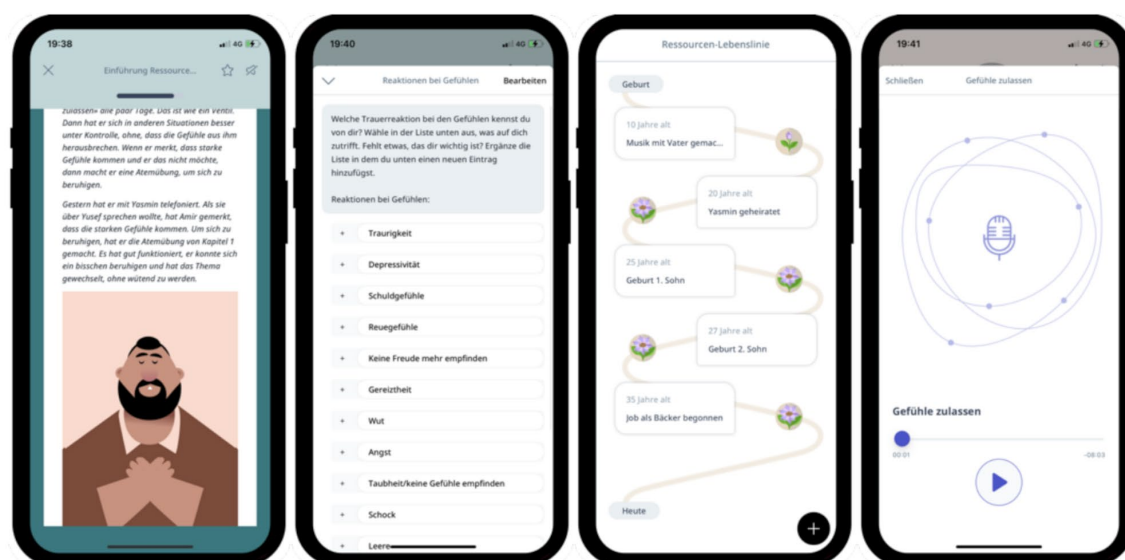 19:38
4G
Einführung Ressource...
zulassen» alle paar Tage. Das ist wie ein Ventil.
Dann hat er sich in anderen Situationen besser
unter Kontrolle, ohne, dass die Gefühle aus ihm
herausbrechen. Wenn er merkt, dass starke
Gefühle kommen und er das nicht möchte,
dann macht er eine Atemübung, um sich zu
beruhigen.
Gestern hat er mit Yasmin telefoniert. Als sie
über Yusef sprechen wollte, hat Amir gemerkt,
dass die starken Gefühle kommen. Um sich zu
beruhigen, hat er die Atemübung von Kapitel 1
gemacht. Es hat gut funktioniert, er konnte sich
ein bisschen beruhigen und hat das Thema
gewechselt, ohne wütend zu werden.
19:40
4G
Reaktionen bei Gefühlen
Bearbeiten
Welche Trauerreaktion bei den Gefühlen kennst du
von dir? Wähle in der Liste unten aus, was auf dich
zutrifft. Fehlt etwas, das dir wichtig ist? Ergänze die
Liste in dem du unten einen neuen Eintrag
hinzufügst.
Reaktionen bei Gefühlen:
+ Traurigkeit
+ Depressivität
+ Schuldgefühle
+ Reuegefühle
+ Keine Freude mehr empfinden
+ Gereiztheit
+ Wut
+ Angst
+ Taubheit/keine Gefühle empfinden
+ Schock
+ Leere
Ressourcen-Lebenslinie
Geburt
10 Jahre alt
Musik mit Vater gemac...
20 Jahre alt
Yasmin geheiratet
25 Jahre alt
Geburt 1. Sohn
27 Jahre alt
Geburt 2. Sohn
35 Jahre alt
Job als Bäcker begonnen
Heute
+
19:41
4G
Schließen
Gefühle zulassen
Gefühle zulassen
00:01
-08:03